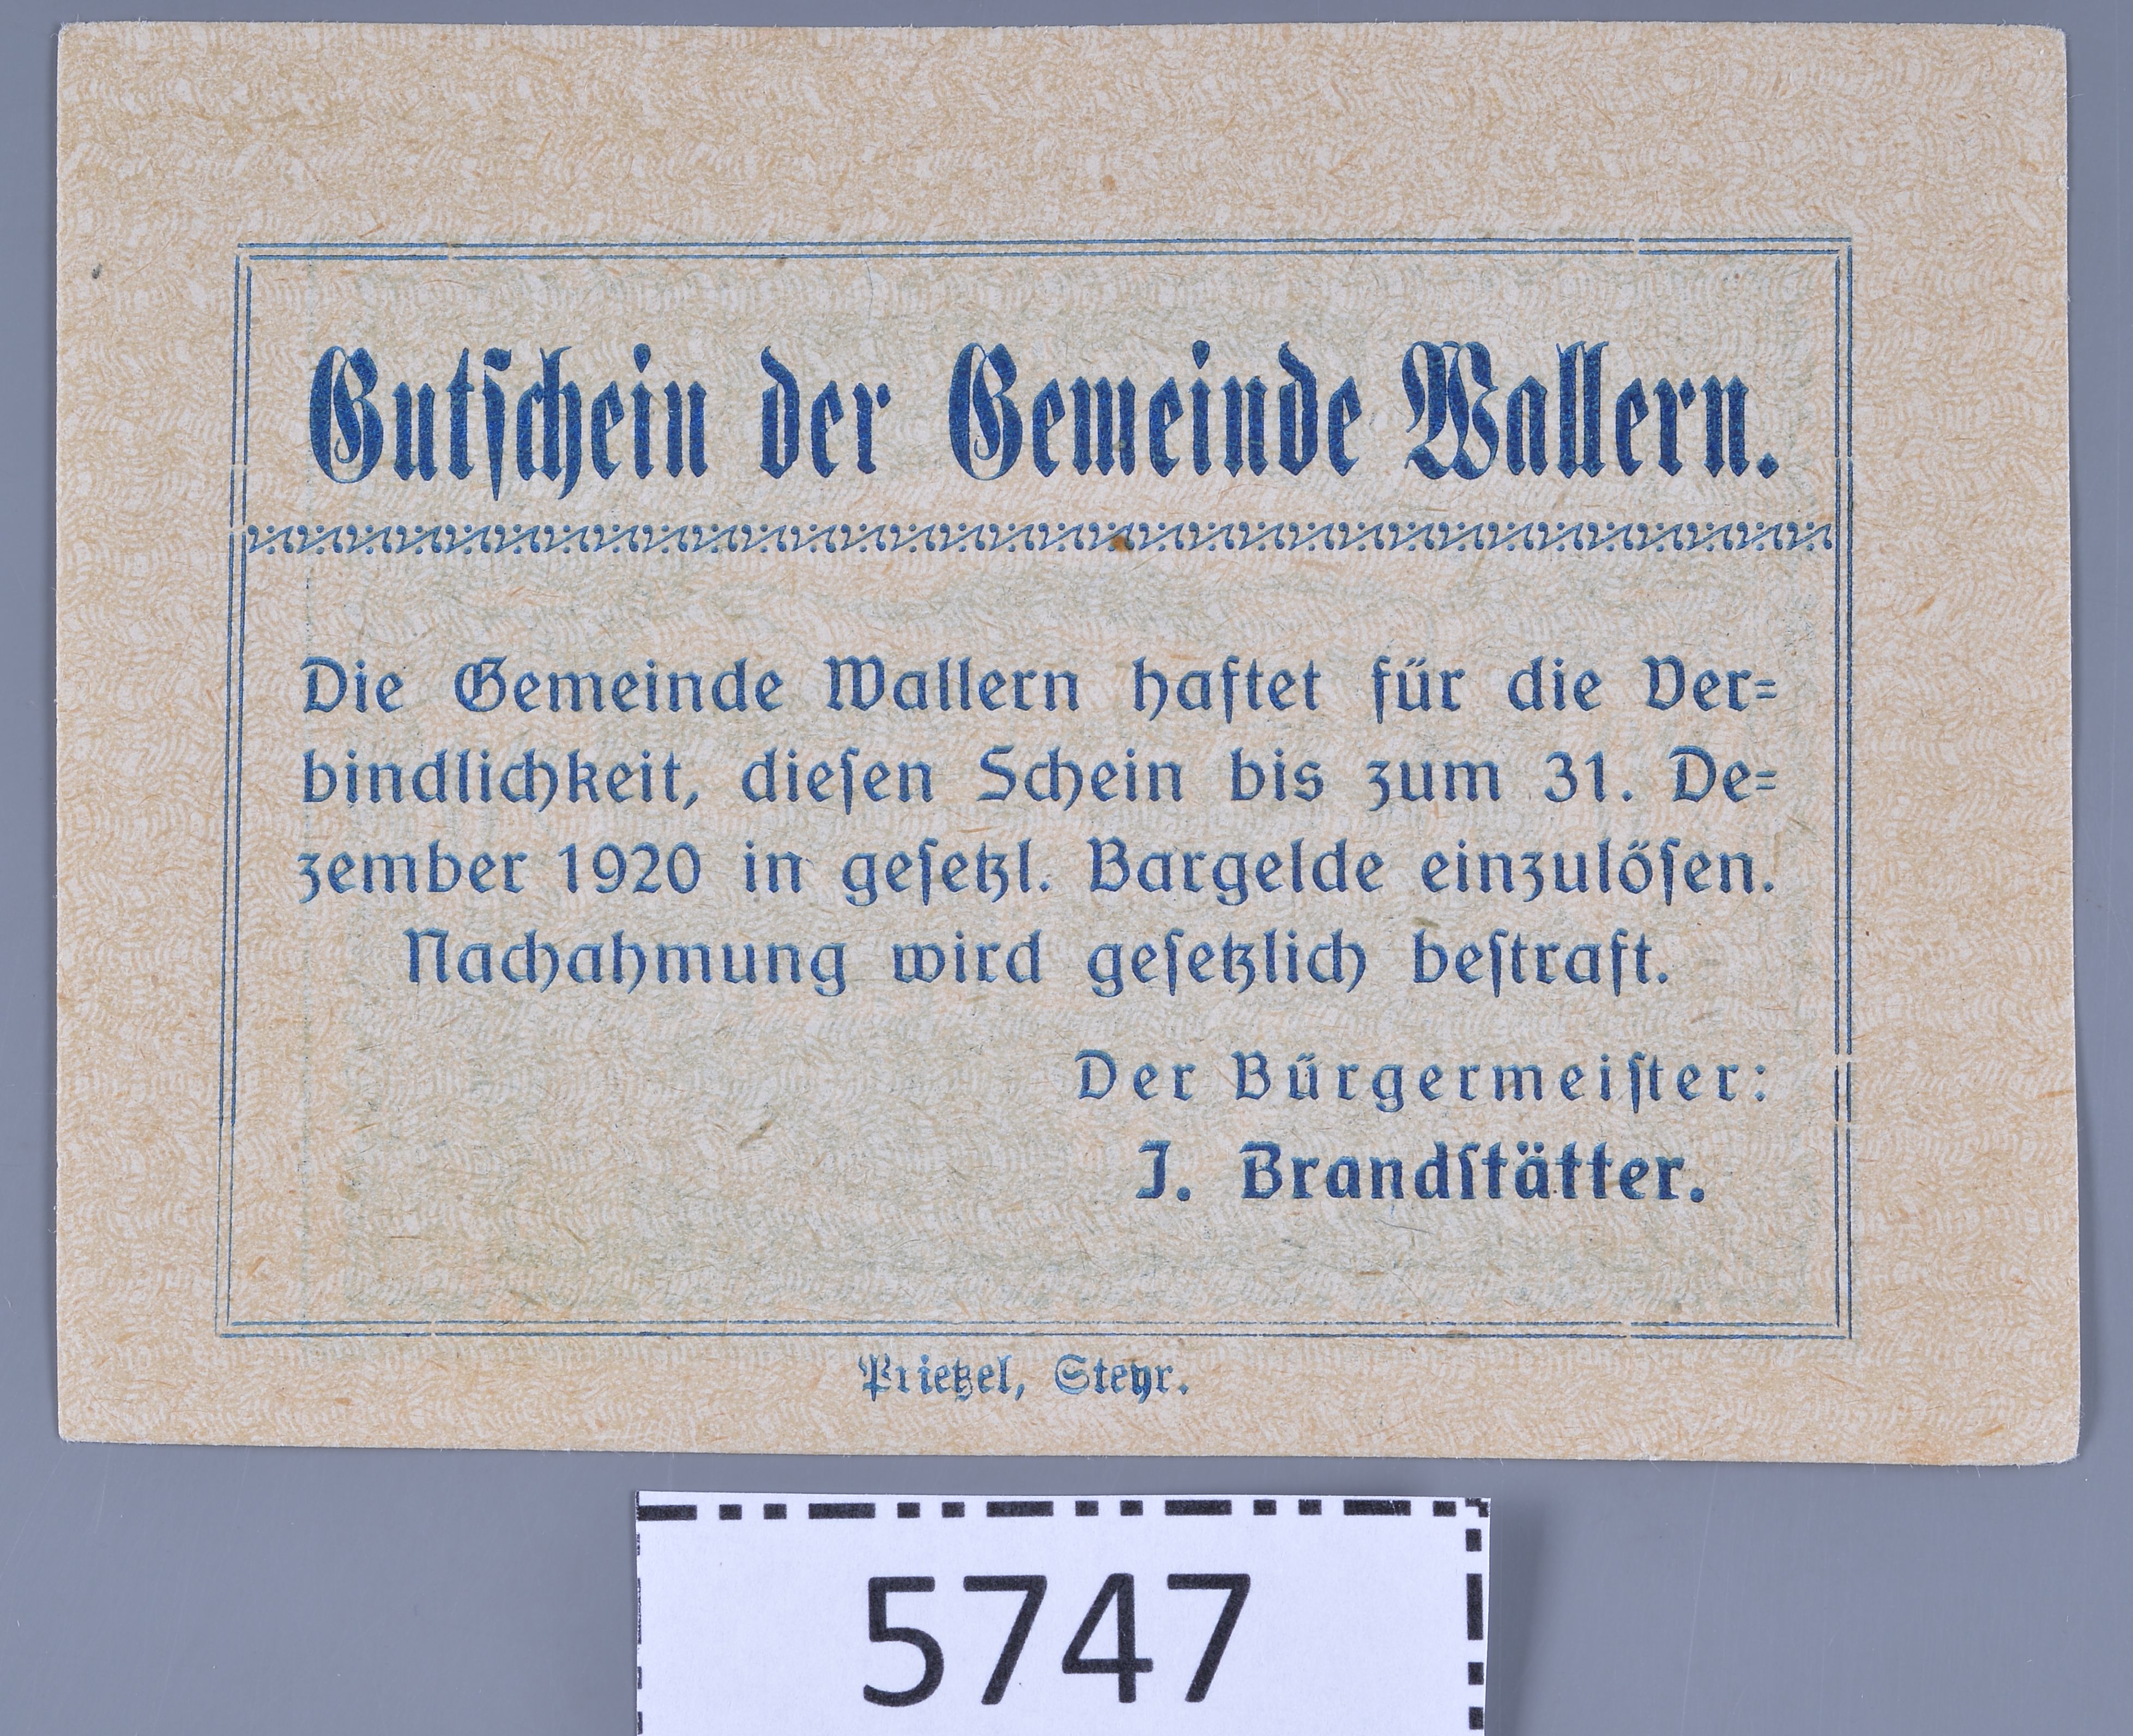 Gutſchein der Gemeinde Wallern.
Die Gemeinde Wallern haftet für die Ver=
bindlichkeit, dieſen Schein bis zum 31. De=
zember 1920 in geſetzl. Bargelde einzulöſen.
Nachahmung wird geſetzlich beſtraft.
Der Bürgermeiſter:
J. Brandſtätter.
Prietzel, Steyr.
5747